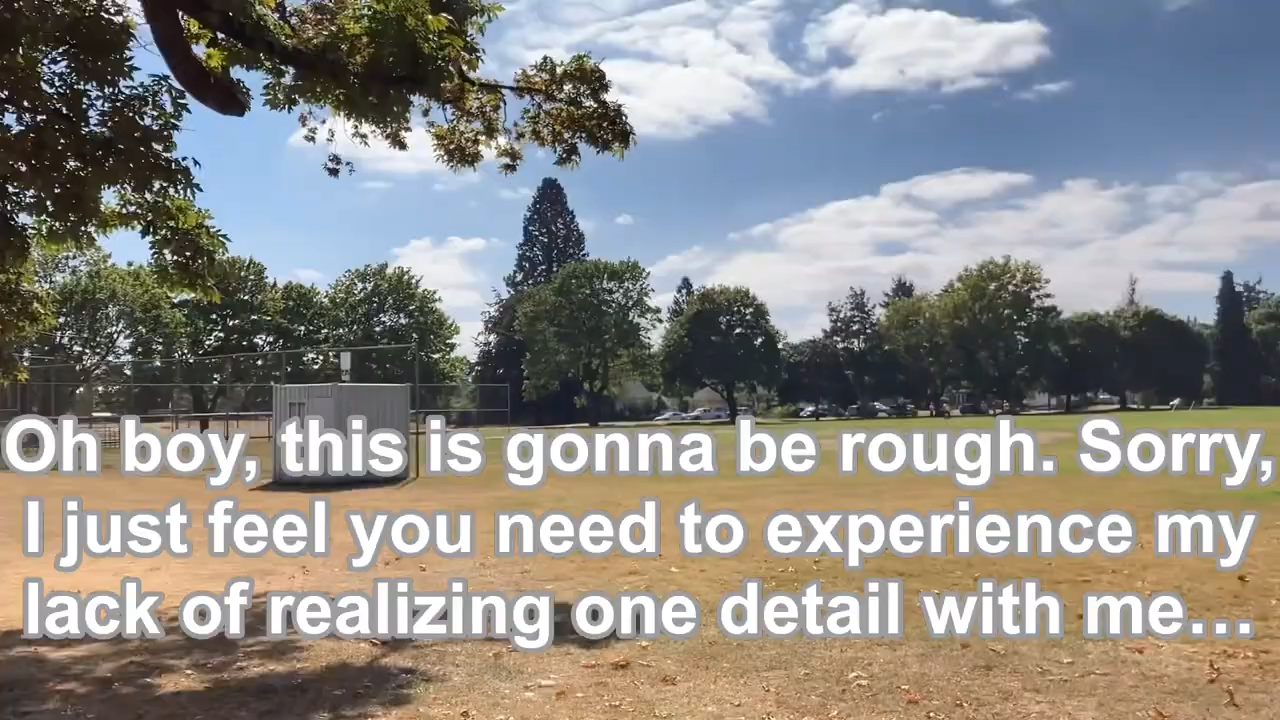 Oh boy, this is gonna be rough. Sorry,
I just feel you need to experience my
lack of realizing one detail with me...